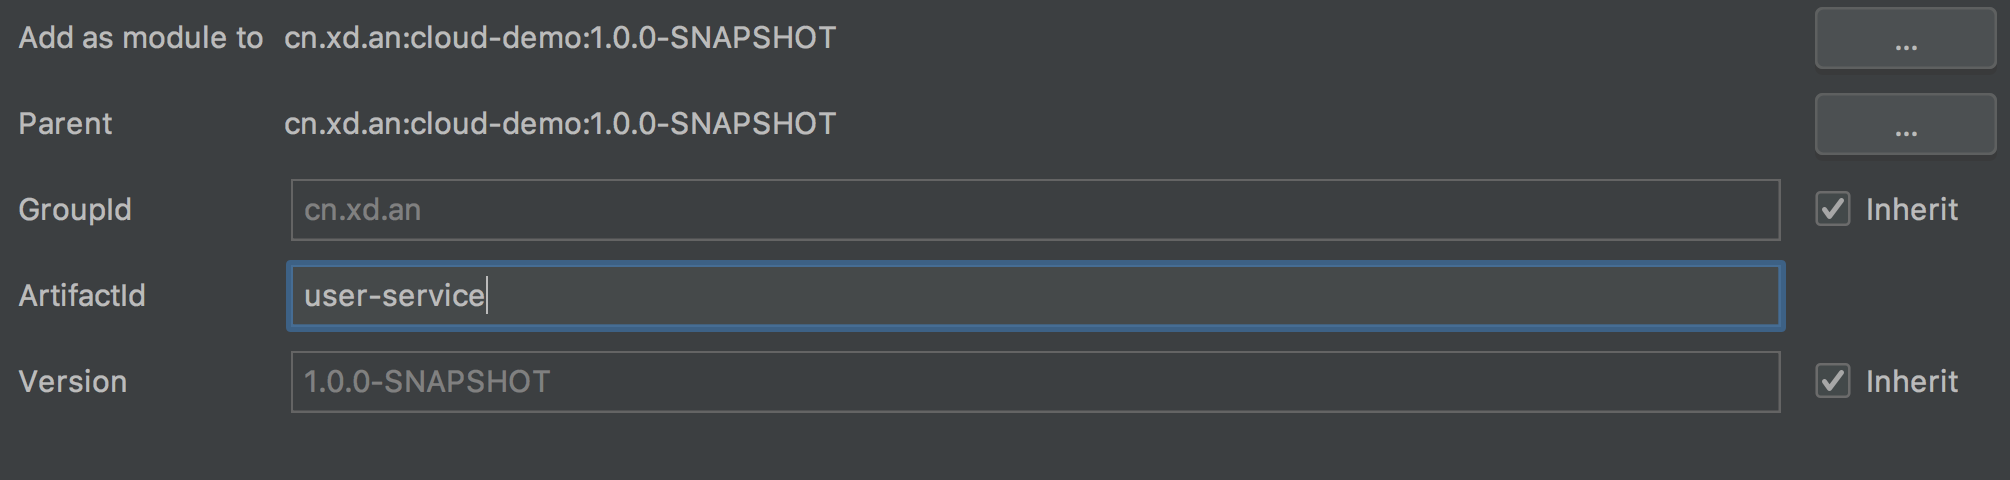 Add as module to cn.xd.an:cloud-demo:1.0.0-SNAPSHOT ...
Parent cn.xd.an:cloud-demo:1.0.0-SNAPSHOT ...
GroupId cn.xd.an Inherit
ArtifactId user-service
Version 1.0.0-SNAPSHOT Inherit